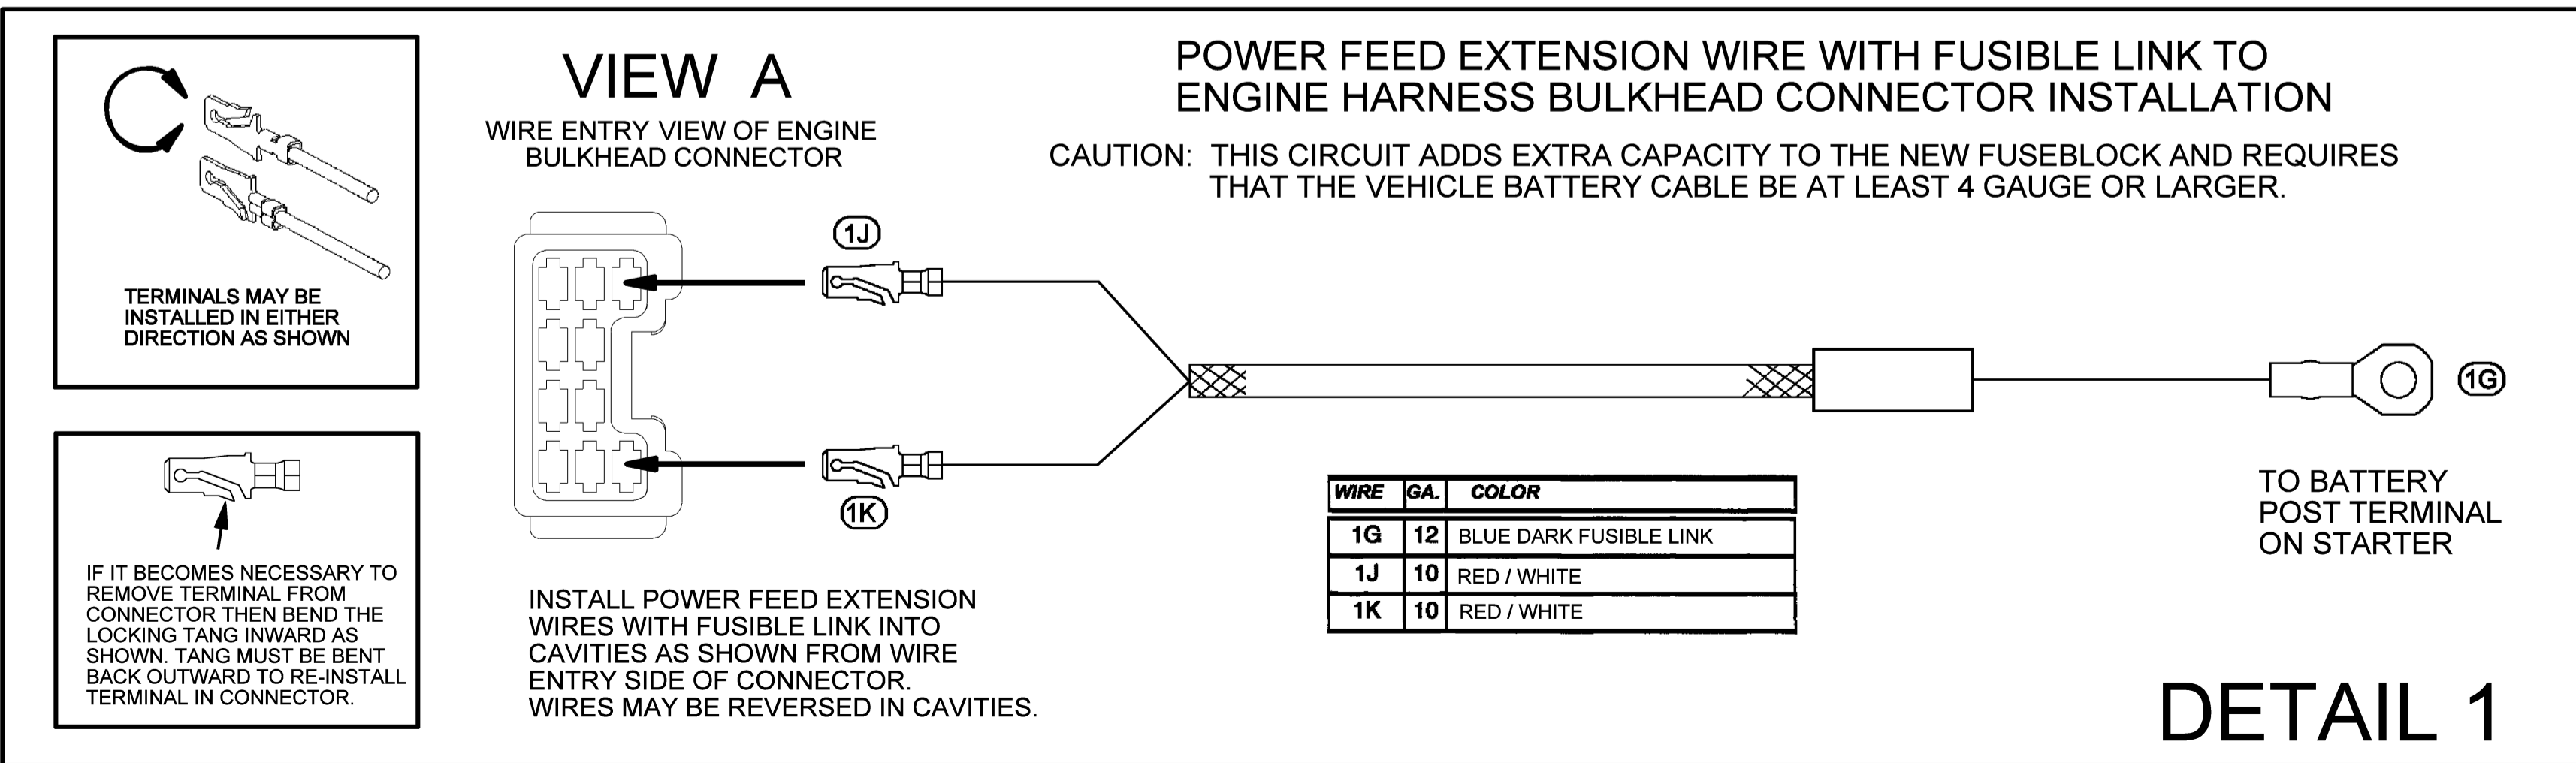 TERMINALS MAY BE
INSTALLED IN EITHER
DIRECTION AS SHOWN
IF IT BECOMES NECESSARY TO
REMOVE TERMINAL FROM
CONNECTOR THEN BEND THE
LOCKING TANG INWARD AS
SHOWN. TANG MUST BE BENT
BACK OUTWARD TO RE-INSTALL
TERMINAL IN CONNECTOR.
VIEW A
WIRE ENTRY VIEW OF ENGINE
BULKHEAD CONNECTOR
1J
1K
INSTALL POWER FEED EXTENSION
WIRES WITH FUSIBLE LINK INTO
CAVITIES AS SHOWN FROM WIRE
ENTRY SIDE OF CONNECTOR.
WIRES MAY BE REVERSED IN CAVITIES.
POWER FEED EXTENSION WIRE WITH FUSIBLE LINK TO
ENGINE HARNESS BULKHEAD CONNECTOR INSTALLATION
CAUTION: THIS CIRCUIT ADDS EXTRA CAPACITY TO THE NEW FUSEBLOCK AND REQUIRES
THAT THE VEHICLE BATTERY CABLE BE AT LEAST 4 GAUGE OR LARGER.
1G
TO BATTERY
POST TERMINAL
ON STARTER
WIRE GA. COLOR
1G 12 BLUE DARK FUSIBLE LINK
1J 10 RED / WHITE
1K 10 RED / WHITE
DETAIL 1